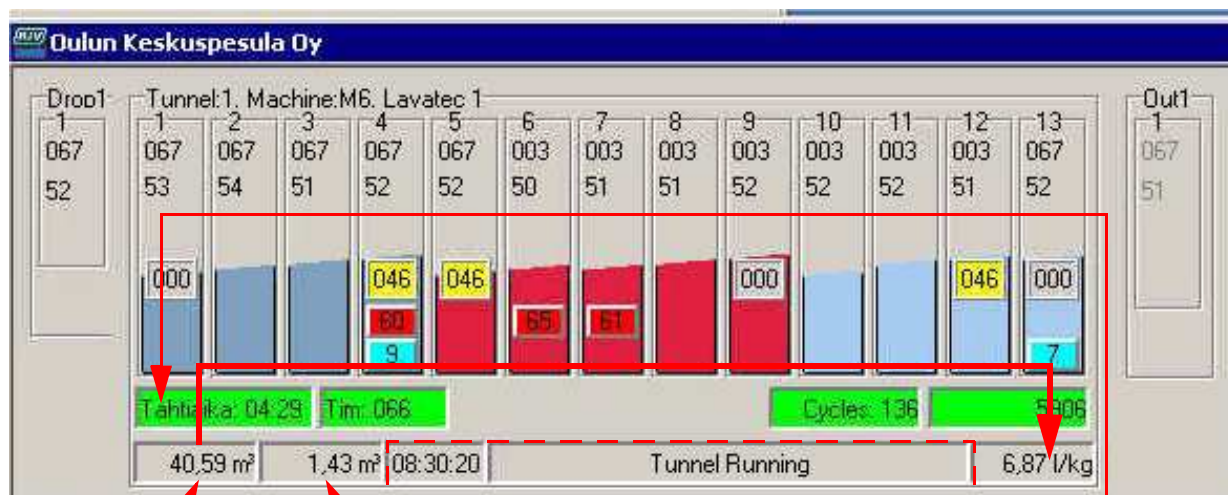 Oulun Keskuspesula Oy
Drop1 Tunnel:1, Machine:M6, Lavatec 1 Out1
1 1 2 3 4 5 6 7 8 9 10 11 12 13 1
067 067 067 067 067 067 003 003 003 003 003 003 003 067 067
52 53 54 51 52 52 50 51 51 52 52 52 51 52 51
000 046 046 000 046 000
60 65 61
9 7
Tahtiaika: 04:29 Tim: 066 Cycles: 136 5906
40,59 m³ 1,43 m³ 08:30:20 Tunnel Running 6,87 l/kg